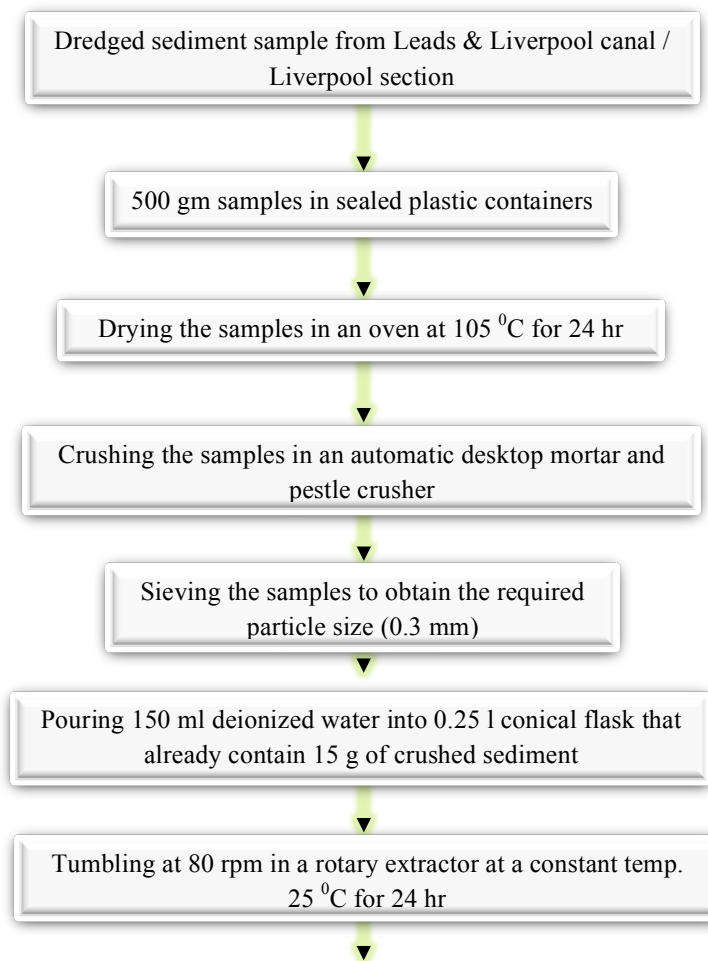 Dredged sediment sample from Leads & Liverpool canal /
Liverpool section
500 gm samples in sealed plastic containers
Drying the samples in an oven at 105 ⁰C for 24 hr
Crushing the samples in an automatic desktop mortar and
pestle crusher
Sieving the samples to obtain the required
particle size (0.3 mm)
Pouring 150 ml deionized water into 0.25 l conical flask that
already contain 15 g of crushed sediment
Tumbling at 80 rpm in a rotary extractor at a constant temp.
25 ⁰C for 24 hr